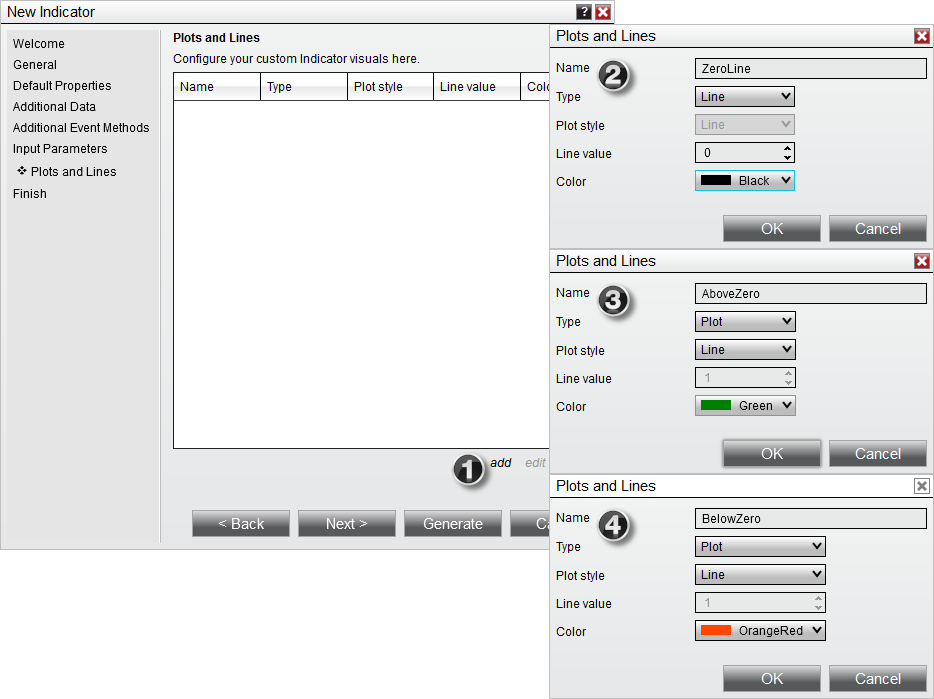 New Indicator
?
Welcome
General
Default Properties
Additional Data
Additional Event Methods
Input Parameters
Plots and Lines
Finish
Plots and Lines
Configure your custom Indicator visuals here.
Name Type Plot style Line value Colo
1 add edit
< Back Next > Generate Ca
Plots and Lines
Name 2 ZeroLine
Type Line
Plot style Line
Line value 0
Color Black
OK Cancel
Plots and Lines
Name 3 AboveZero
Type Plot
Plot style Line
Line value 1
Color Green
OK Cancel
Plots and Lines
Name 4 BelowZero
Type Plot
Plot style Line
Line value 1
Color OrangeRed
OK Cancel